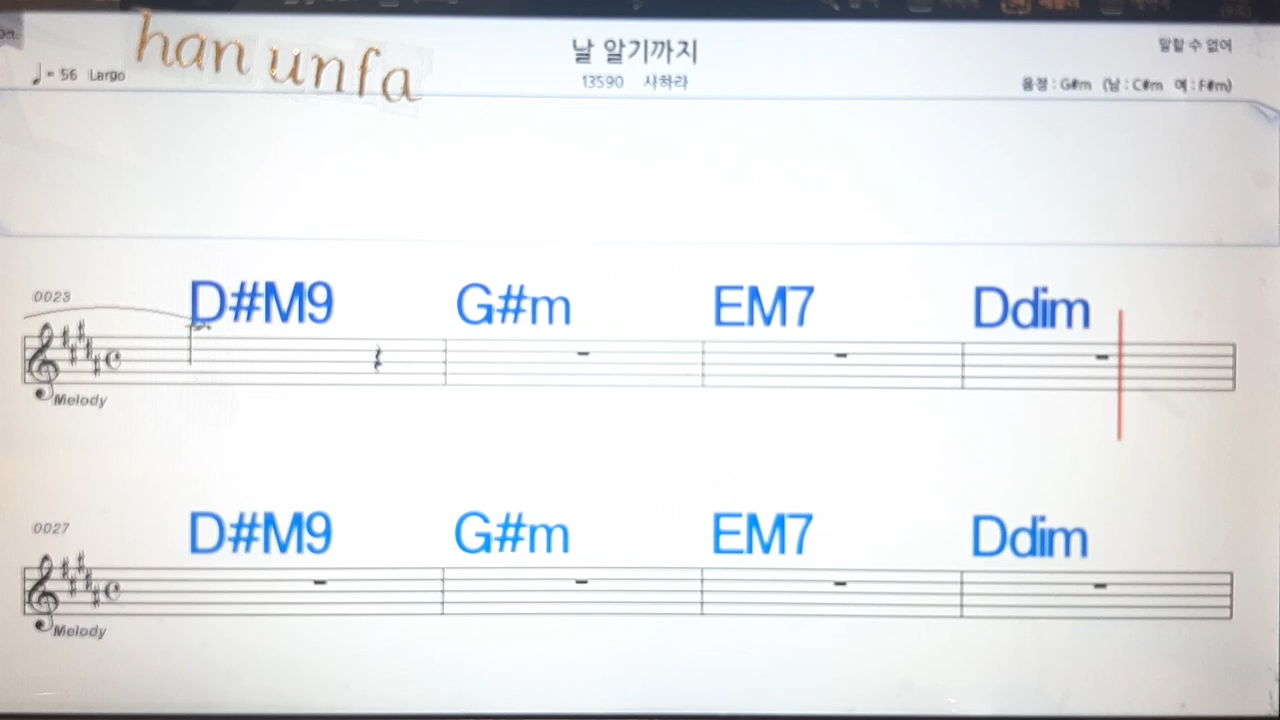 han unfa
날 알기까지
말할 수 없어
♩= 56 Largo
13590 사하라
음정 : G#m (남 : C#m 여 : F#m)
0023
D#M9 G#m EM7 Ddim
Melody
0027
D#M9 G#m EM7 Ddim
Melody